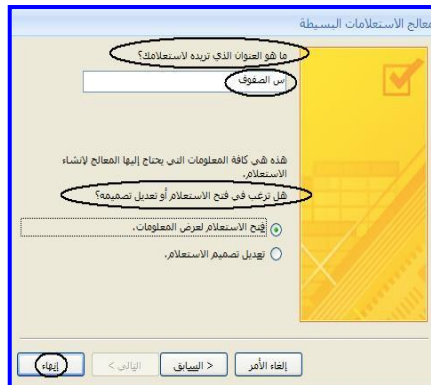 معالج الاستعلامات البسيطة
ما هو العنوان الذي تريده لاستعلامك؟
س الصفوف
هذه هي كافة المعلومات التي يحتاج إليها المعالج لإنشاء
الاستعلام.
هل ترغب في فتح الاستعلام أو تعديل تصميمه؟
فتح الاستعلام لعرض المعلومات.
تعديل تصميم الاستعلام.
إلغاء الأمر < السابق التالي > إنهاء